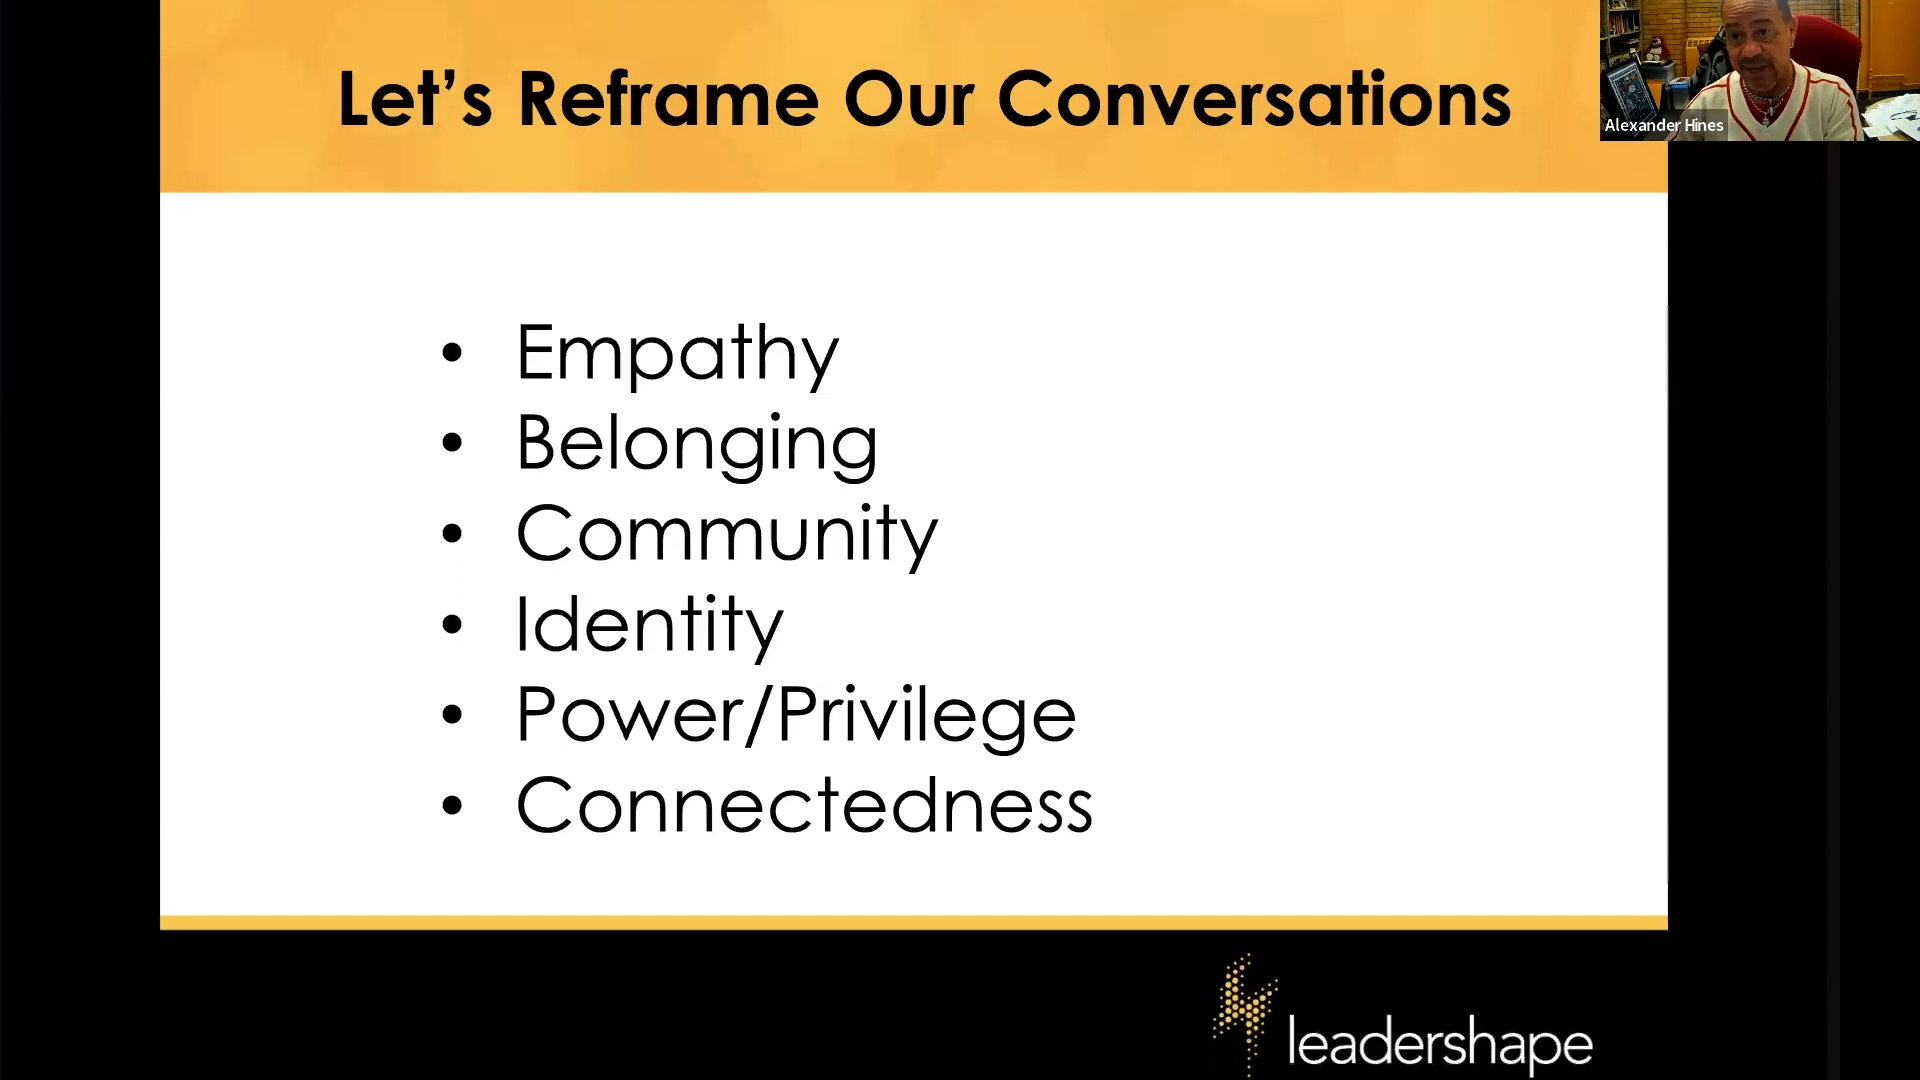 Let’s Reframe Our Conversations
Alexander Hines
• Empathy
• Belonging
• Community
• Identity
• Power/Privilege
• Connectedness
leadershape